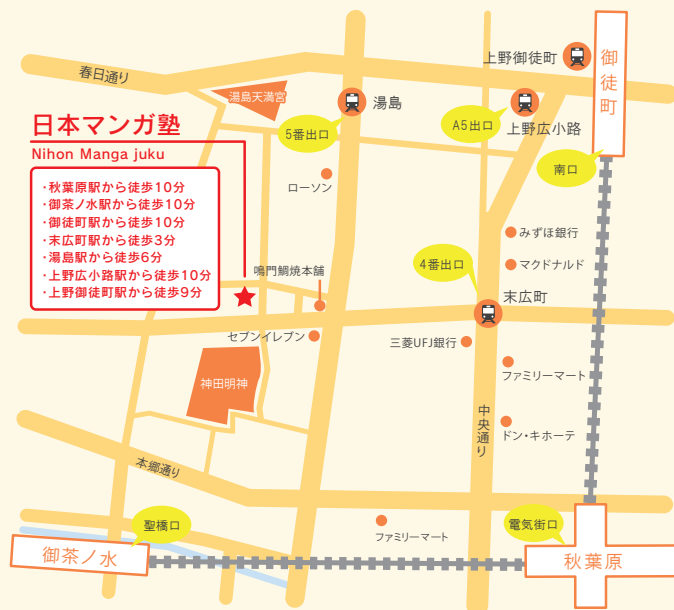 上野御徒町
御徒町
春日通り
湯島天満宮
湯島
A5出口
上野広小路
5番出口
日本マンガ塾
Nihon Manga juku
南口
・秋葉原駅から徒歩10分
・御茶ノ水駅から徒歩10分
・御徒町駅から徒歩10分
・末広町駅から徒歩3分
・湯島駅から徒歩6分
・上野広小路駅から徒歩10分
・上野御徒町駅から徒歩9分
ローソン
みずほ銀行
マクドナルド
4番出口
鳴門鯛焼本舗
末広町
セブンイレブン
三菱UFJ銀行
ファミリーマート
神田明神
中央通り
ドン・キホーテ
本郷通り
聖橋口
電気街口
ファミリーマート
御茶ノ水
秋葉原